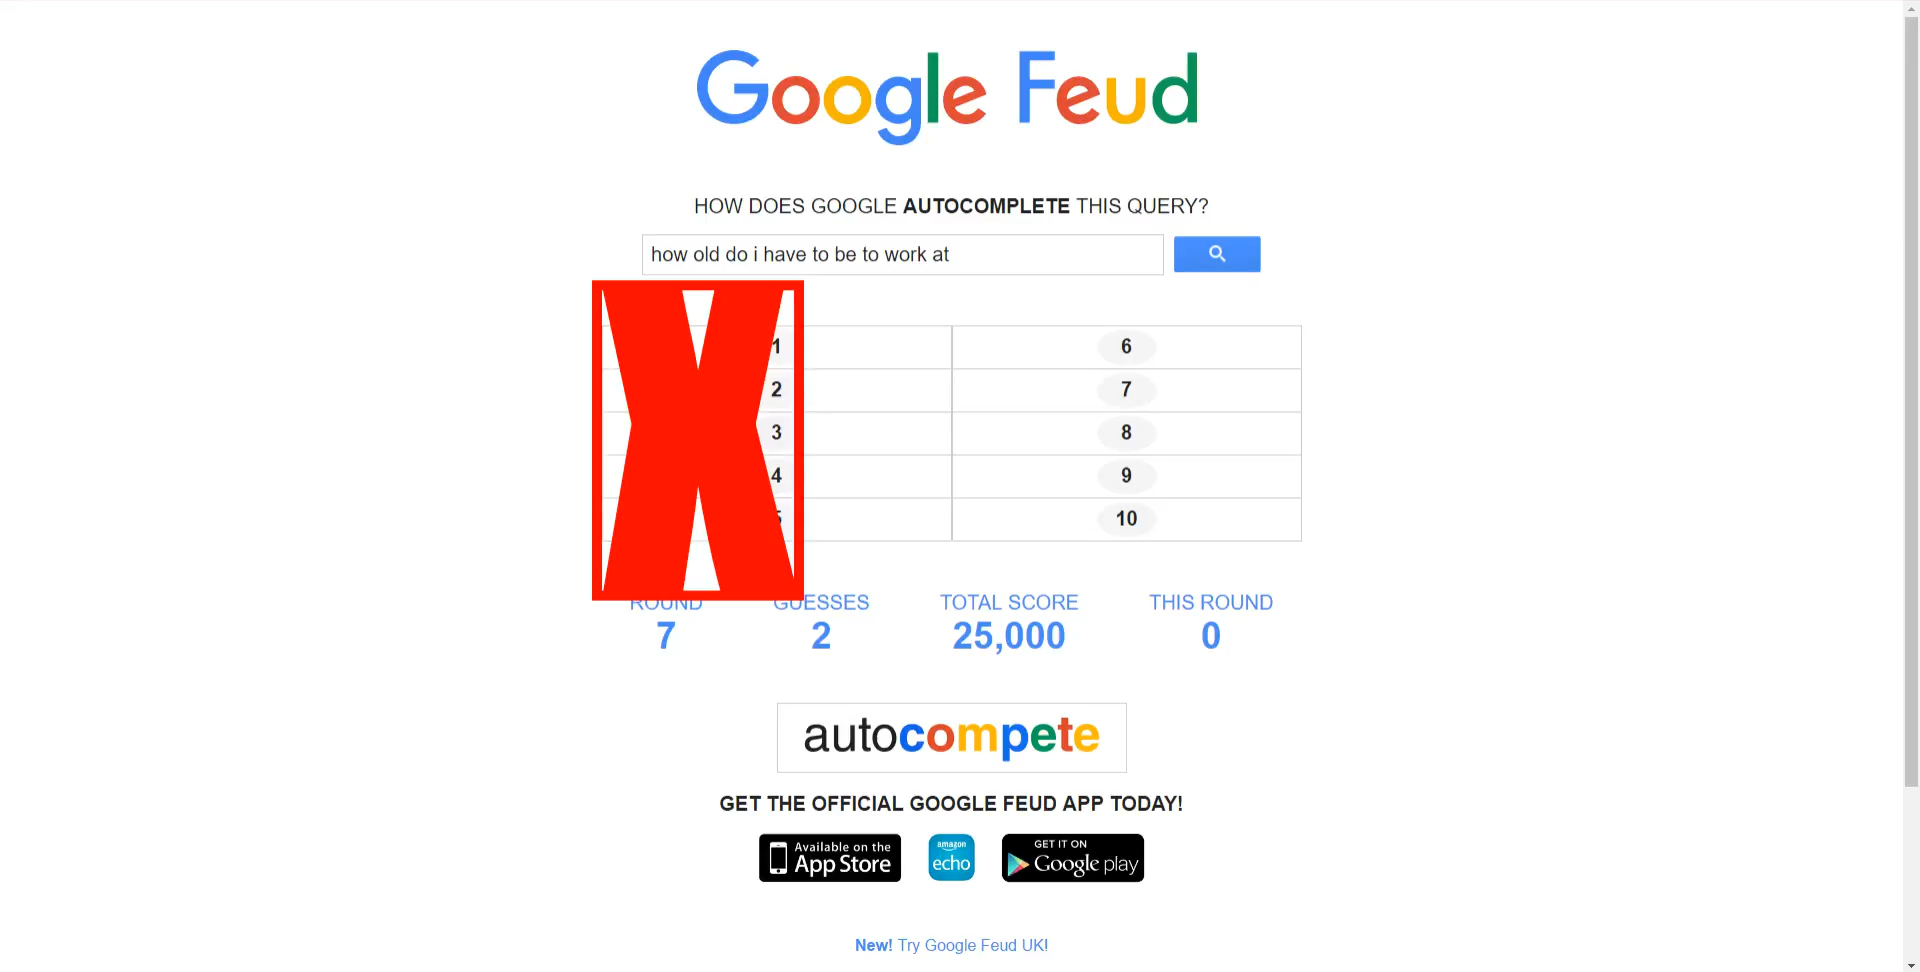 Google Feud
HOW DOES GOOGLE AUTOCOMPLETE THIS QUERY?
how old do i have to be to work at
X
1
2
3
4
5
6
7
8
9
10
ROUND
7
GUESSES
2
TOTAL SCORE
25,000
THIS ROUND
0
autocompete
GET THE OFFICIAL GOOGLE FEUD APP TODAY!
Available on the
App Store
amazon
echo
GET IT ON
Google play
New! Try Google Feud UK!